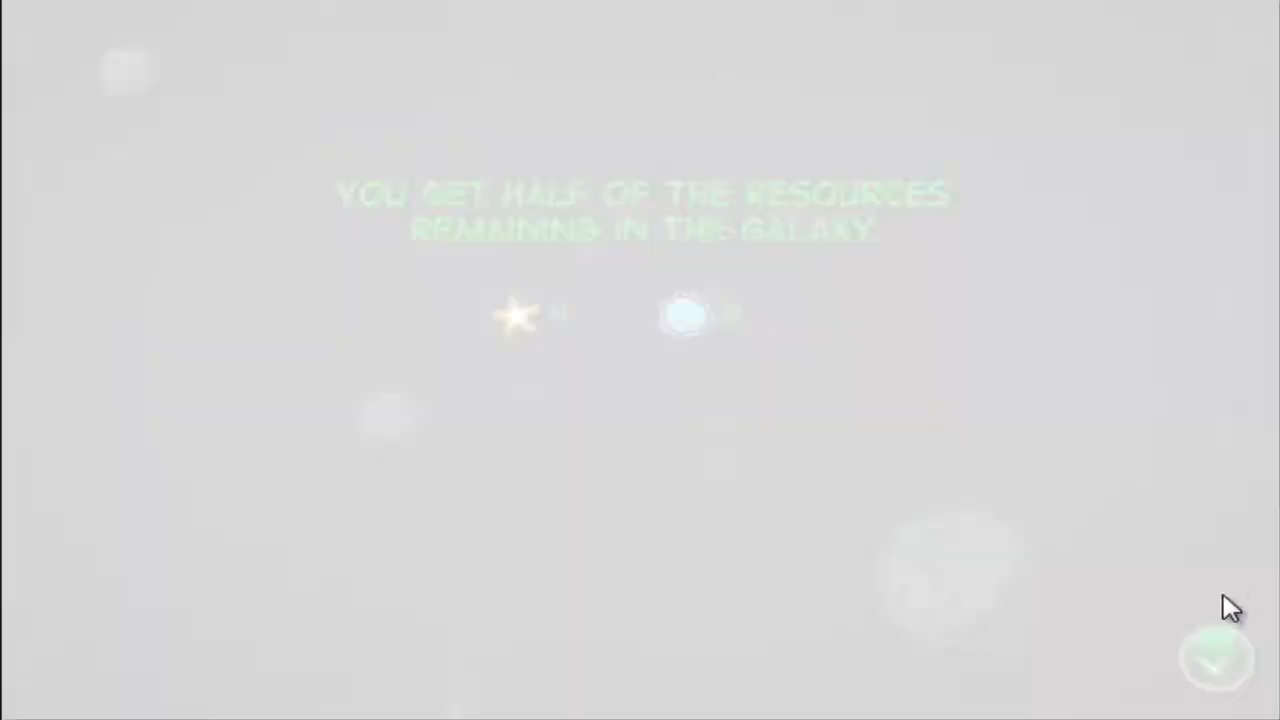 YOU GET HALF OF THE RESOURCES
REMAINING IN THE GALAXY